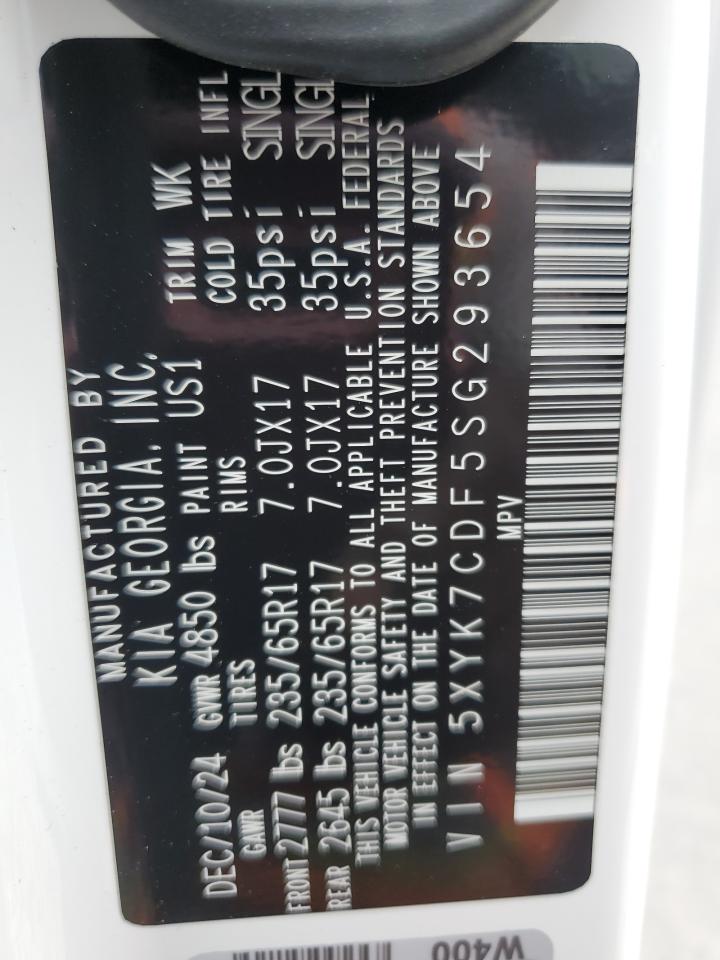 MANUFACTURED BY
KIA GEORGIA, INC.
TRIM WK
DEC/10/24 GVWR 4850 lbs PAINT US1
GAWR TIRES RIMS COLD TIRE INFL
FRONT 2777 lbs 235/65R17 7.0JX17 35psi SINGL
REAR 2645 lbs 235/65R17 7.0JX17 35psi SINGL
THIS VEHICLE CONFORMS TO ALL APPLICABLE U.S.A. FEDERAL
MOTOR VEHICLE SAFETY AND THEFT PREVENTION STANDARDS
IN EFFECT ON THE DATE OF MANUFACTURE SHOWN ABOVE
VIN 5XYK7CDF5SG293654
MPV
W400